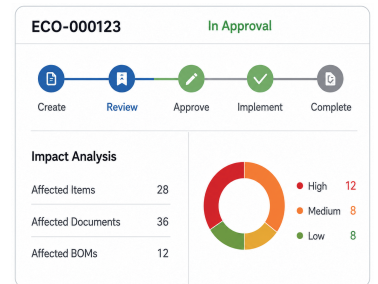 ECO-000123 In Approval
Create Review Approve Implement Complete
Impact Analysis
Affected Items 28
Affected Documents 36
Affected BOMs 12
High 12
Medium 8
Low 8